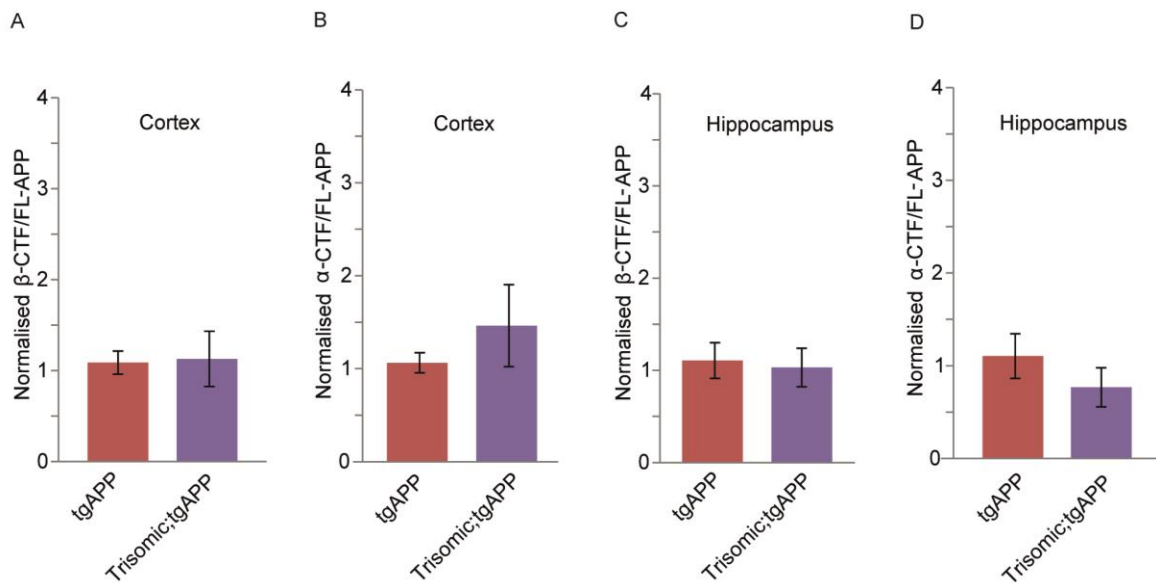 A
B
C
D
Cortex
Cortex
Hippocampus
Hippocampus
Normalised β-CTF/FL-APP
4
3
2
1
0
tgAPP
Trisomic;tgAPP
Normalised α-CTF/FL-APP
4
3
2
1
0
tgAPP
Trisomic;tgAPP
Normalised β-CTF/FL-APP
4
3
2
1
0
tgAPP
Trisomic;tgAPP
Normalised α-CTF/FL-APP
4
3
2
1
0
tgAPP
Trisomic;tgAPP